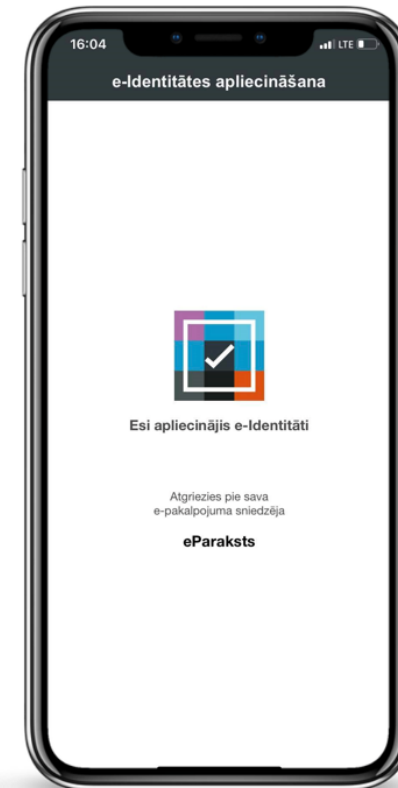 16:04 LTE
e-Identitātes apliecināšana
Esi apliecinājis e-Identitāti
Atgriezies pie sava
e-pakalpojuma sniedzēja
eParaksts